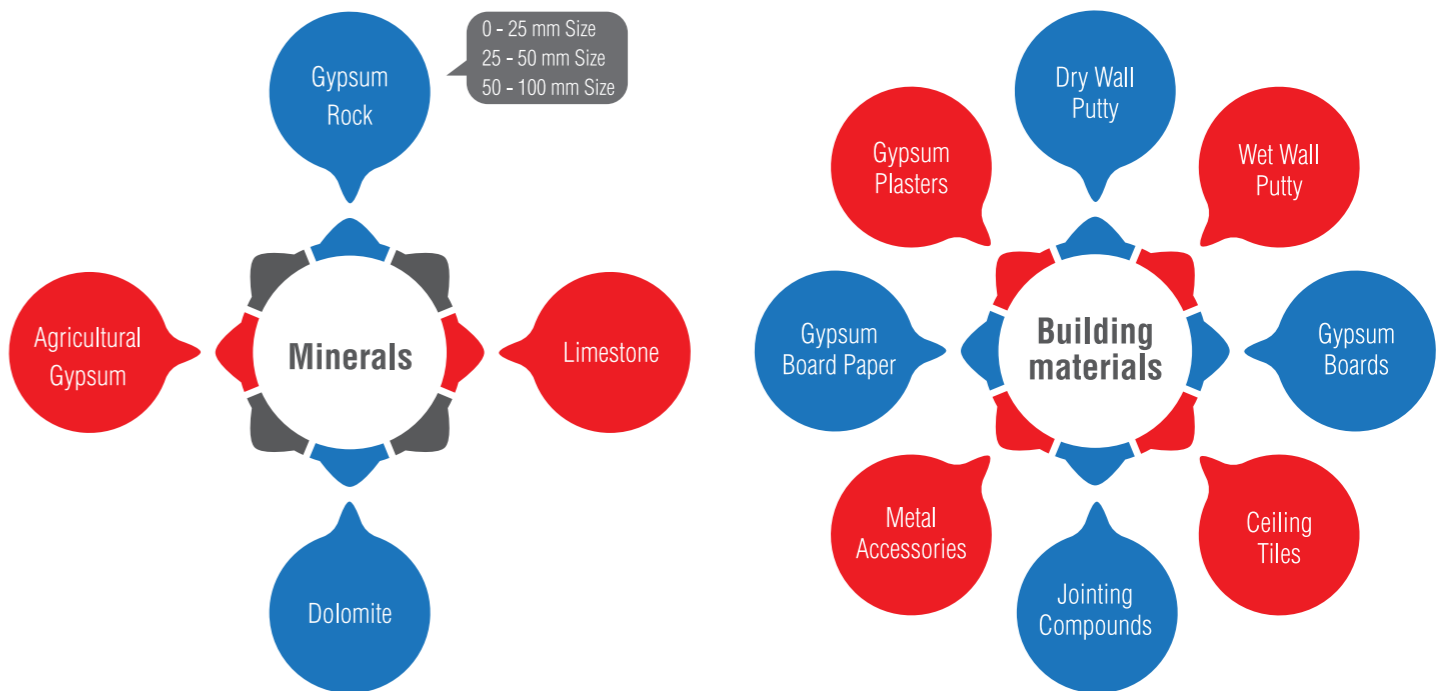 Gypsum
Rock
0 - 25 mm Size
25 - 50 mm Size
50 - 100 mm Size
Agricultural
Gypsum
Minerals
Limestone
Dolomite
Dry Wall
Putty
Gypsum
Plasters
Wet Wall
Putty
Gypsum
Board Paper
Building
materials
Gypsum
Boards
Metal
Accessories
Ceiling
Tiles
Jointing
Compounds